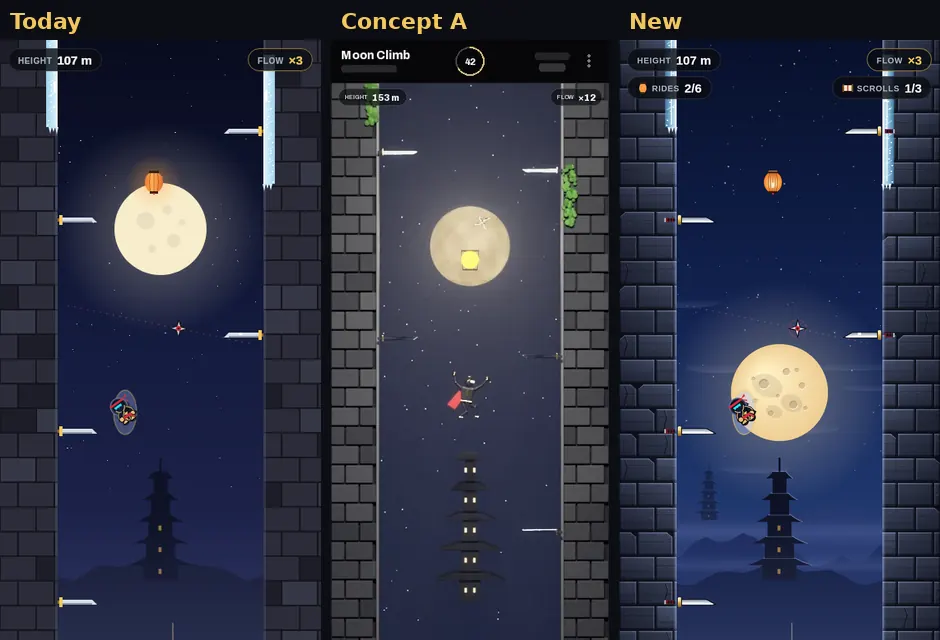 Today
HEIGHT 107 m
FLOW ×3
Concept A
Moon Climb
42
HEIGHT 153 m
FLOW ×12
New
HEIGHT 107 m
FLOW ×3
RIDES 2/6
SCROLLS 1/3